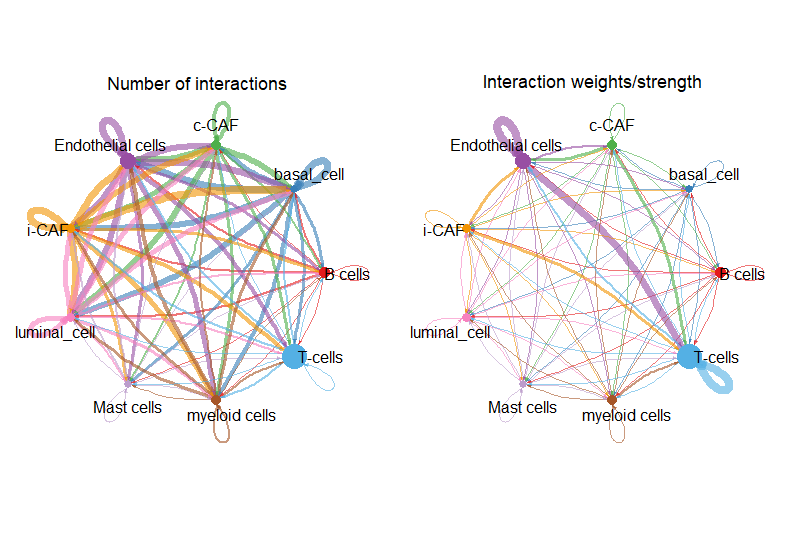 Number of interactions
c-CAF
Endothelial cells
basal_cell
i-CAF
B cells
luminal_cell
T-cells
Mast cells
myeloid cells
Interaction weights/strength
c-CAF
Endothelial cells
basal_cell
i-CAF
B cells
luminal_cell
T-cells
Mast cells
myeloid cells